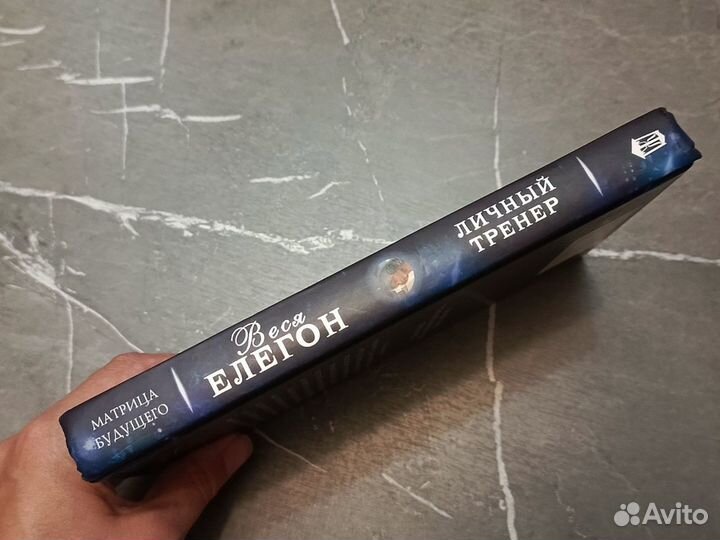 МАТРИЦА
БУДУЩЕГО
Веся
ЕЛЕГОН
ЛИЧНЫЙ
ТРЕНЕР
Avito